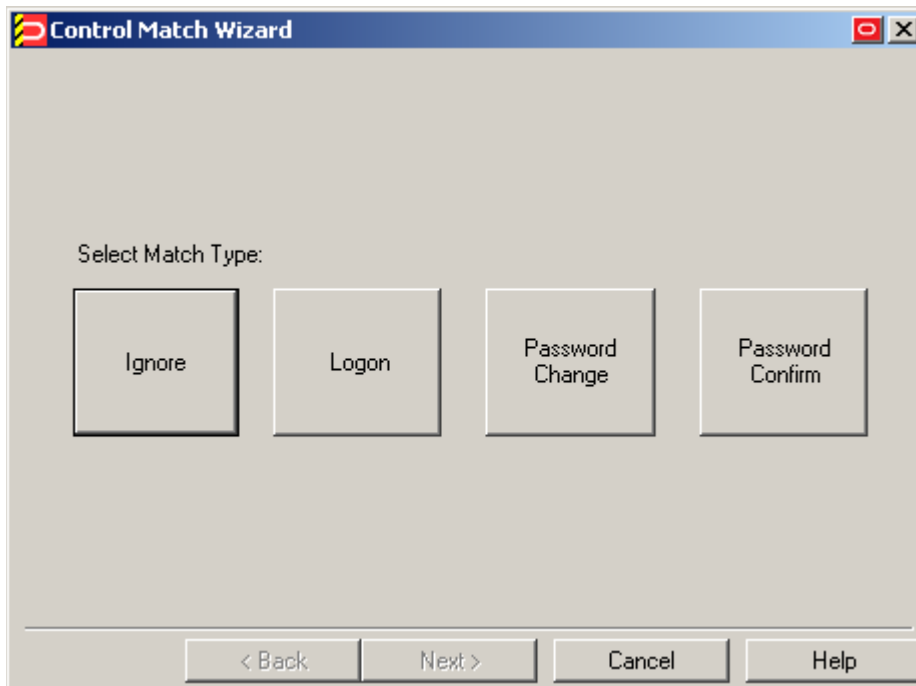 Control Match Wizard
Select Match Type:
Ignore
Logon
Password
Change
Password
Confirm
< Back
Next >
Cancel
Help